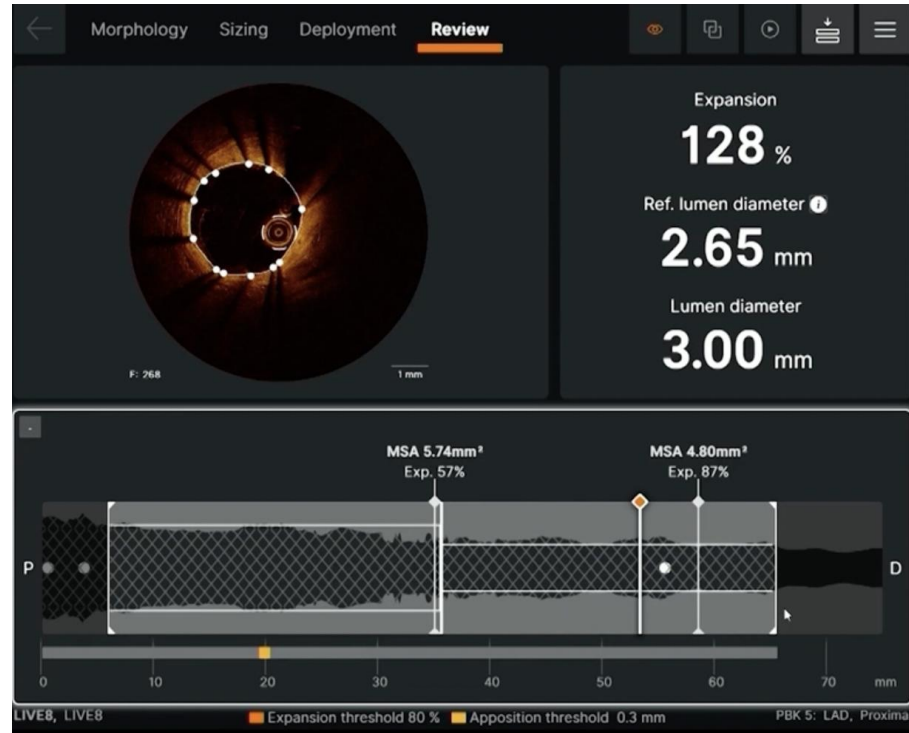 Morphology Sizing Deployment Review
Expansion
128 %
Ref. lumen diameter i
2.65 mm
Lumen diameter
3.00 mm
F: 268
1 mm
MSA 5.74mm² MSA 4.80mm²
Exp. 57% Exp. 87%
P D
0 10 20 30 40 50 60 70 mm
LIVE8, LIVE8 Expansion threshold 80 % Apposition threshold 0.3 mm PBK 5: LAD, Proxima